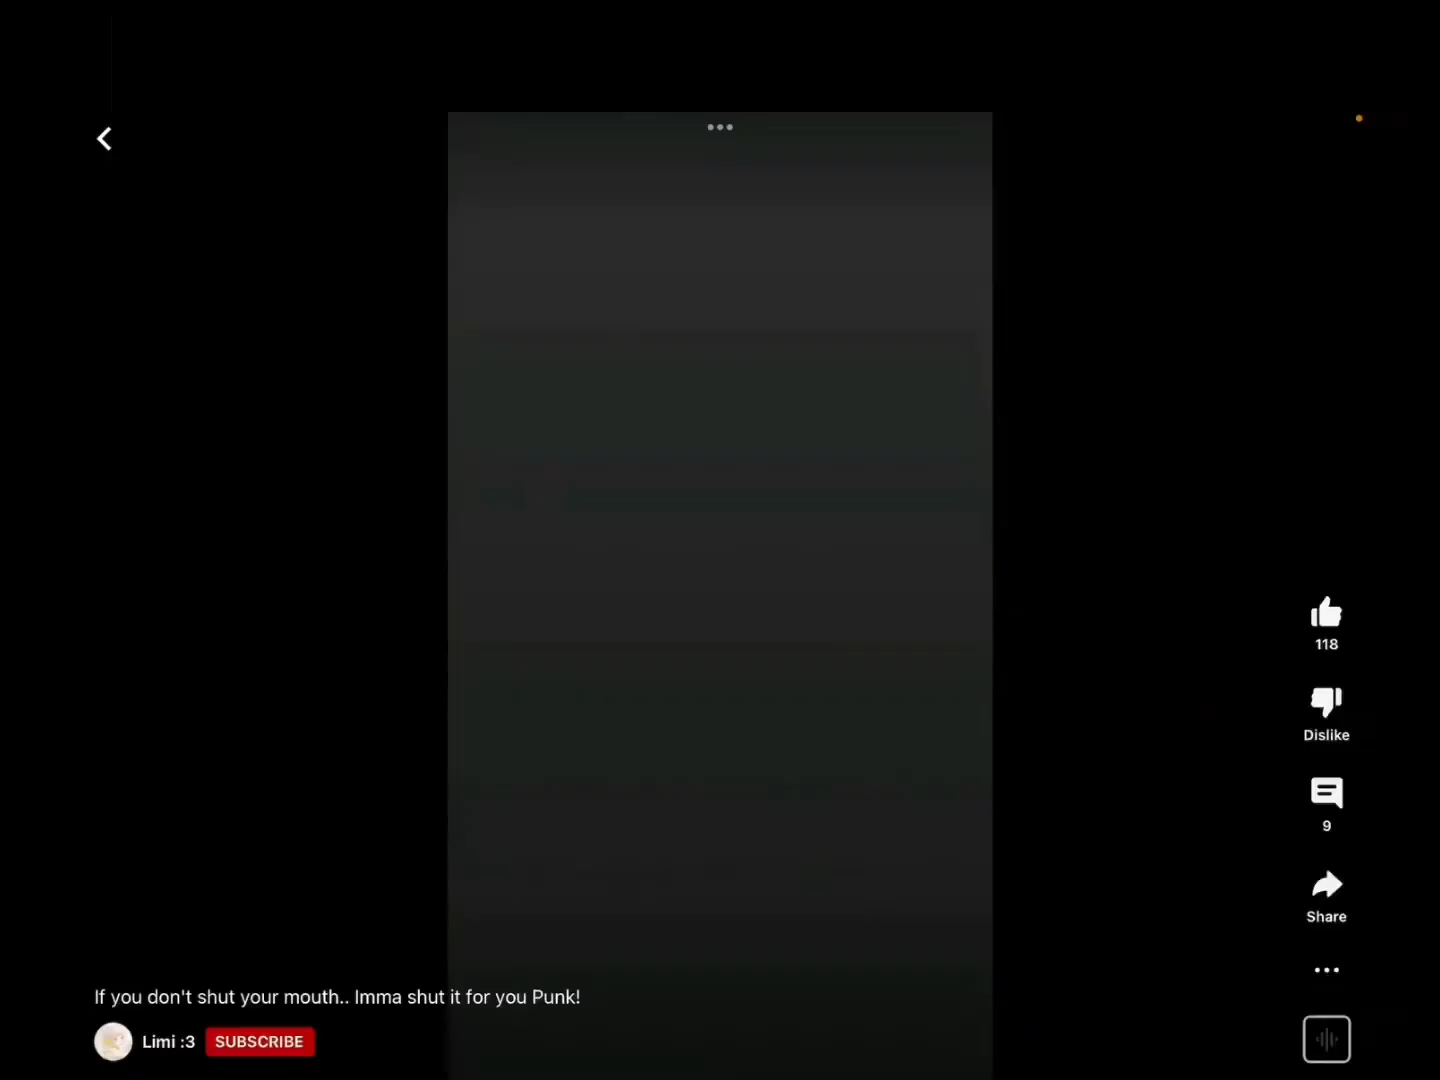 118
Dislike
9
Share
If you don't shut your mouth.. Imma shut it for you Punk!
Limi :3 SUBSCRIBE